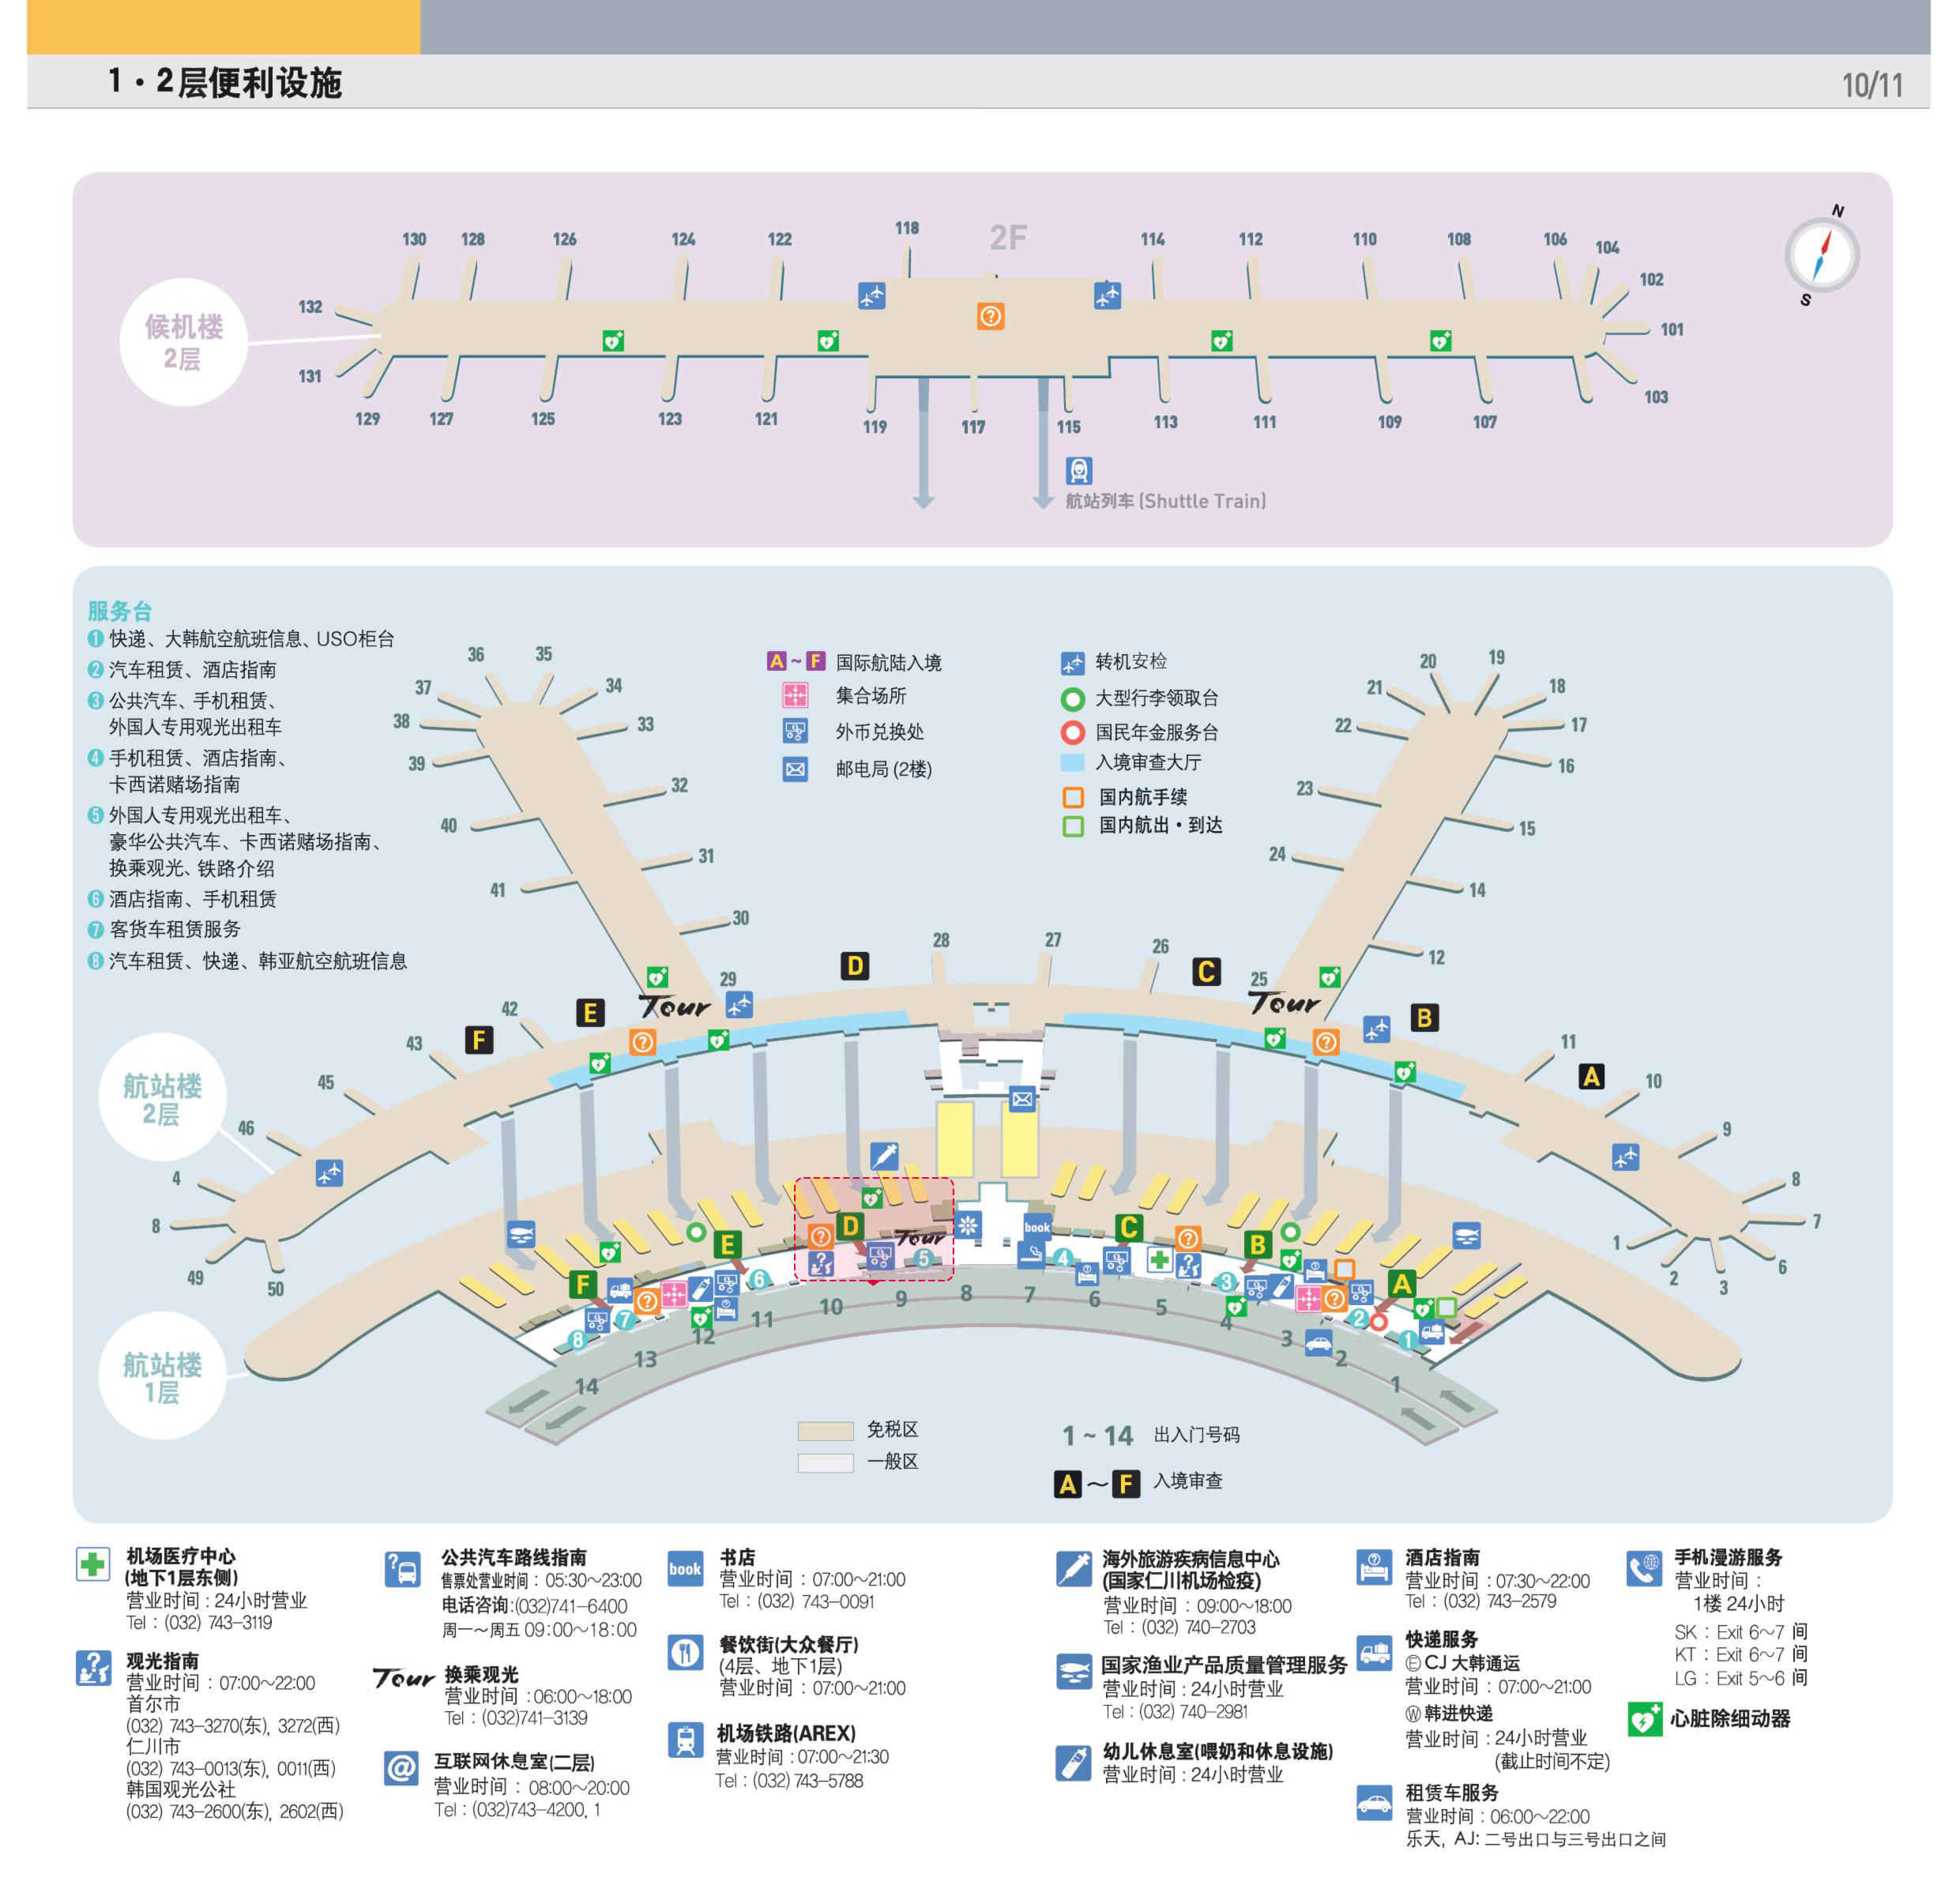 1・2层便利设施
10/11
2F
118
130
128
126
124
122
114
112
110
108
106
104
102
132
101
131
103
129
127
125
123
121
119
117
115
113
111
109
107
N
S
候机楼
2层
航站列车 (Shuttle Train)
服务台
1 快递、大韩航空航班信息、USO柜台
2 汽车租赁、酒店指南
3 公共汽车、手机租赁、
外国人专用观光出租车
4 手机租赁、酒店指南、
卡西诺赌场指南
5 外国人专用观光出租车、
豪华公共汽车、卡西诺赌场指南、
换乘观光、铁路介绍
6 酒店指南、手机租赁
7 客货车租赁服务
8 汽车租赁、快递、韩亚航空航班信息
A ~ F 国际航陆入境
集合场所
外币兑换处
邮电局 (2楼)
转机安检
大型行李领取台
国民年金服务台
入境审查大厅
国内航手续
国内航出・到达
36
35
37
34
38
33
39
32
40
31
41
30
29
28
27
26
25
20
19
21
18
22
17
16
23
15
24
14
12
42
43
45
46
4
8
49
50
11
10
9
8
7
6
3
2
1
F
E
D
C
B
A
Tour
Tour
航站楼
2层
航站楼
1层
F
E
D
C
B
A
Tour
book
8
7
6
5
4
3
2
1
14
13
12
11
10
9
8
7
6
5
4
3
2
1
免税区
一般区
1 ~ 14 出入门号码
A ~ F 入境审查
机场医疗中心
(地下1层东侧)
营业时间 : 24小时营业
Tel : (032) 743-3119
观光指南
营业时间 : 07:00~22:00
首尔市
(032) 743-3270(东), 3272(西)
仁川市
(032) 743-0013(东), 0011(西)
韩国观光公社
(032) 743-2600(东), 2602(西)
公共汽车路线指南
售票处营业时间 : 05:30~23:00
电话咨询:(032)741-6400
周一~周五 09:00~18:00
Tour 换乘观光
营业时间 :06:00~18:00
Tel : (032)741-3139
@ 互联网休息室(二层)
营业时间 : 08:00~20:00
Tel : (032)743-4200, 1
book 书店
营业时间 : 07:00~21:00
Tel : (032) 743-0091
餐饮街(大众餐厅)
(4层、地下1层)
营业时间 : 07:00~21:00
机场铁路(AREX)
营业时间 : 07:00~21:30
Tel : (032) 743-5788
海外旅游疾病信息中心
(国家仁川机场检疫)
营业时间 : 09:00~18:00
Tel : (032) 740-2703
国家渔业产品质量管理服务
营业时间 : 24小时营业
Tel : (032) 740-2981
幼儿休息室(喂奶和休息设施)
营业时间 : 24小时营业
酒店指南
营业时间 : 07:30~22:00
Tel : (032) 743-2579
快递服务
Ⓔ CJ 大韩通运
营业时间 : 07:00~21:00
Ⓦ 韩进快递
营业时间 : 24小时营业
(截止时间不定)
租赁车服务
营业时间 : 06:00~22:00
乐天, AJ: 二号出口与三号出口之间
手机漫游服务
营业时间 :
1楼 24小时
SK : Exit 6~7 间
KT : Exit 6~7 间
LG : Exit 5~6 间
心脏除细动器